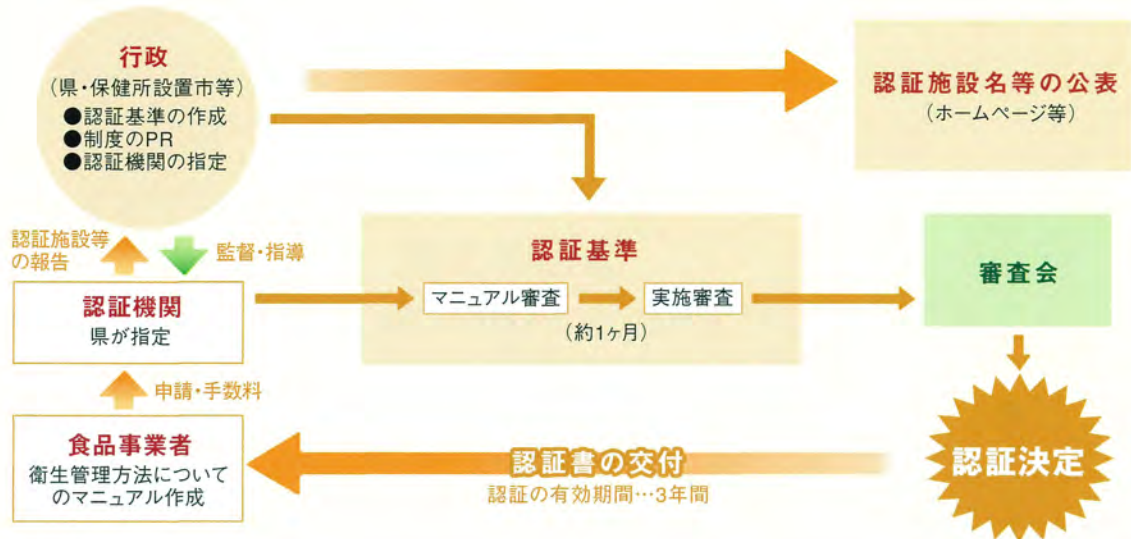 行政
(県・保健所設置市等)
●認証基準の作成
●制度のPR
●認証機関の指定
認証施設名等の公表
(ホームページ等)
認証施設等
の報告
監督・指導
認証機関
県が指定
認証基準
マニュアル審査
実施審査
(約1ヶ月)
審査会
申請・手数料
食品事業者
衛生管理方法について
のマニュアル作成
認証書の交付
認証の有効期間…3年間
認証決定